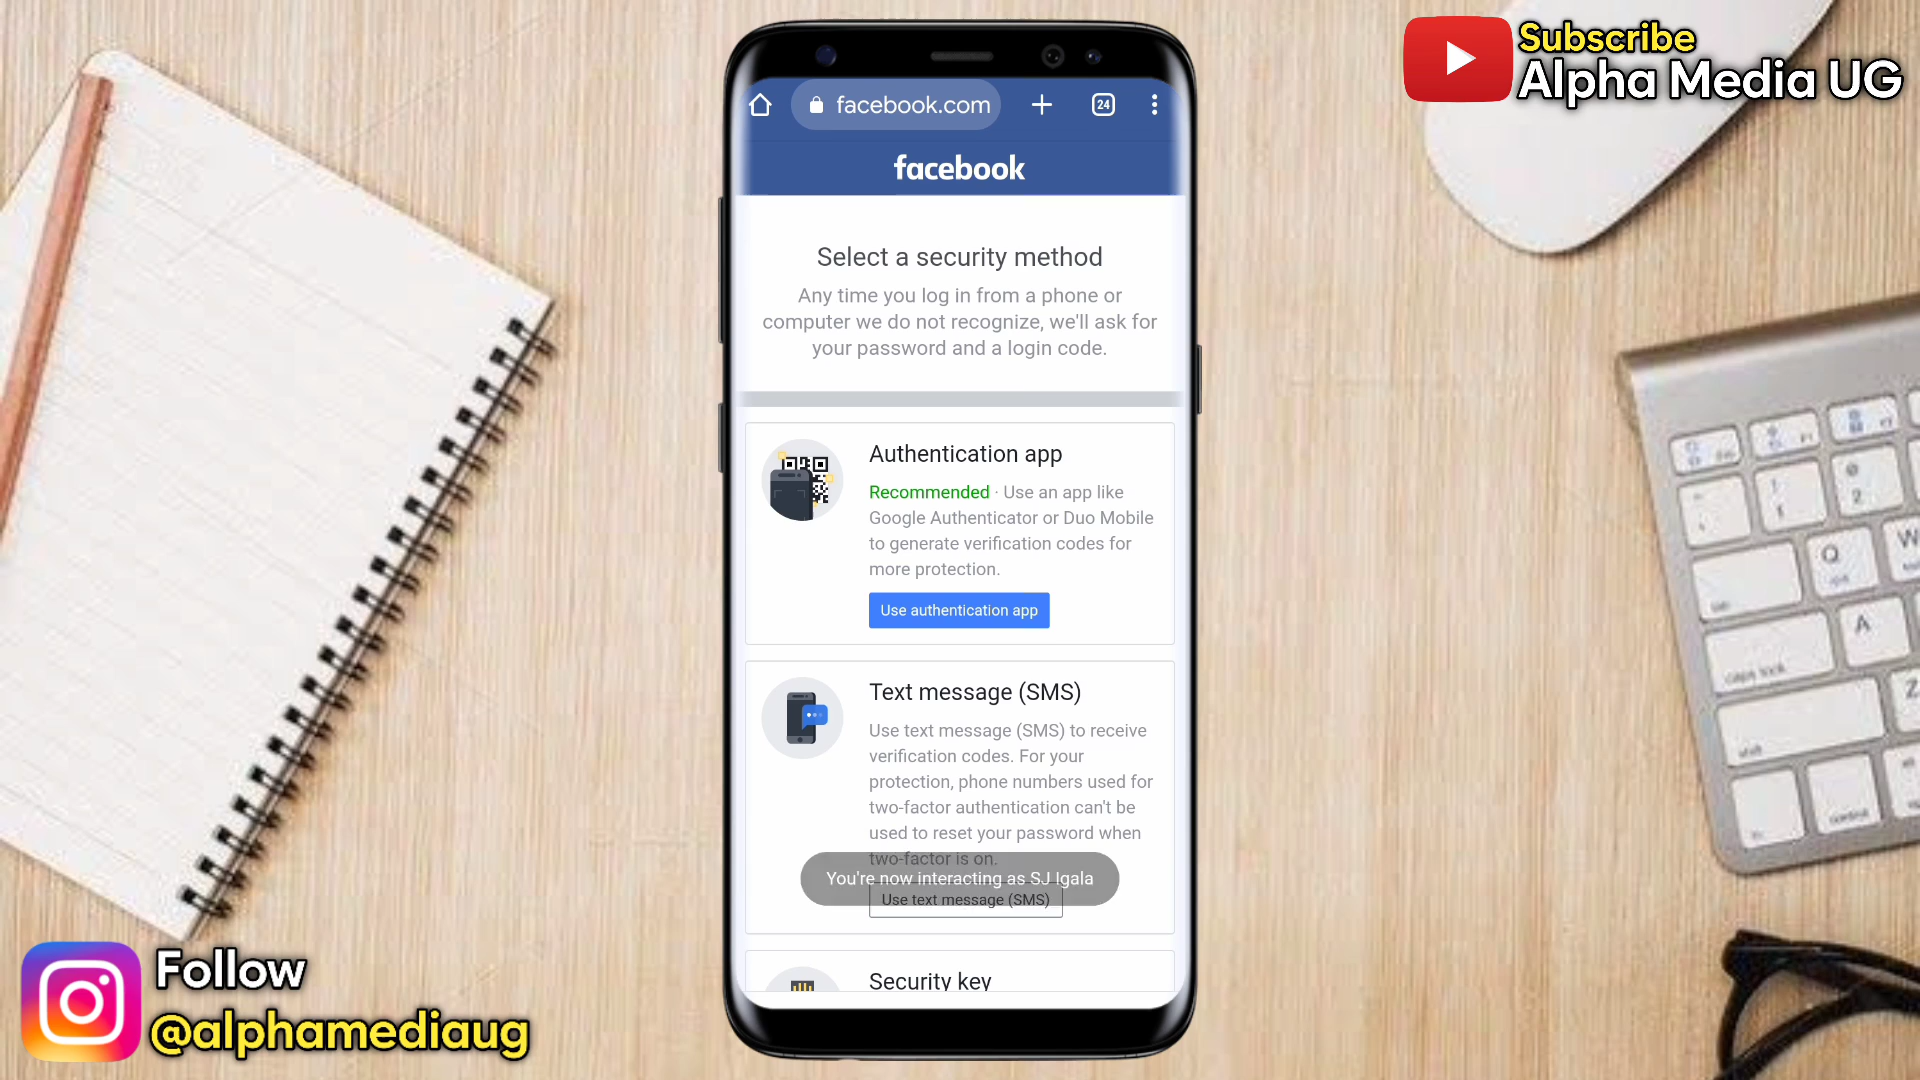 Subscribe
Alpha Media UG
facebook.com
24
facebook
Select a security method
Any time you log in from a phone or
computer we do not recognize, we'll ask for
your password and a login code.
Authentication app
Recommended · Use an app like
Google Authenticator or Duo Mobile
to generate verification codes for
more protection.
Use authentication app
Text message (SMS)
Use text message (SMS) to receive
verification codes. For your
protection, phone numbers used for
two-factor authentication can't be
used to reset your password when
two-factor is on.
You're now interacting as SJ Igala
Use text message (SMS)
Security key
Follow
@alphamediaug
2
Q
W
A
Z
caps lock
shift